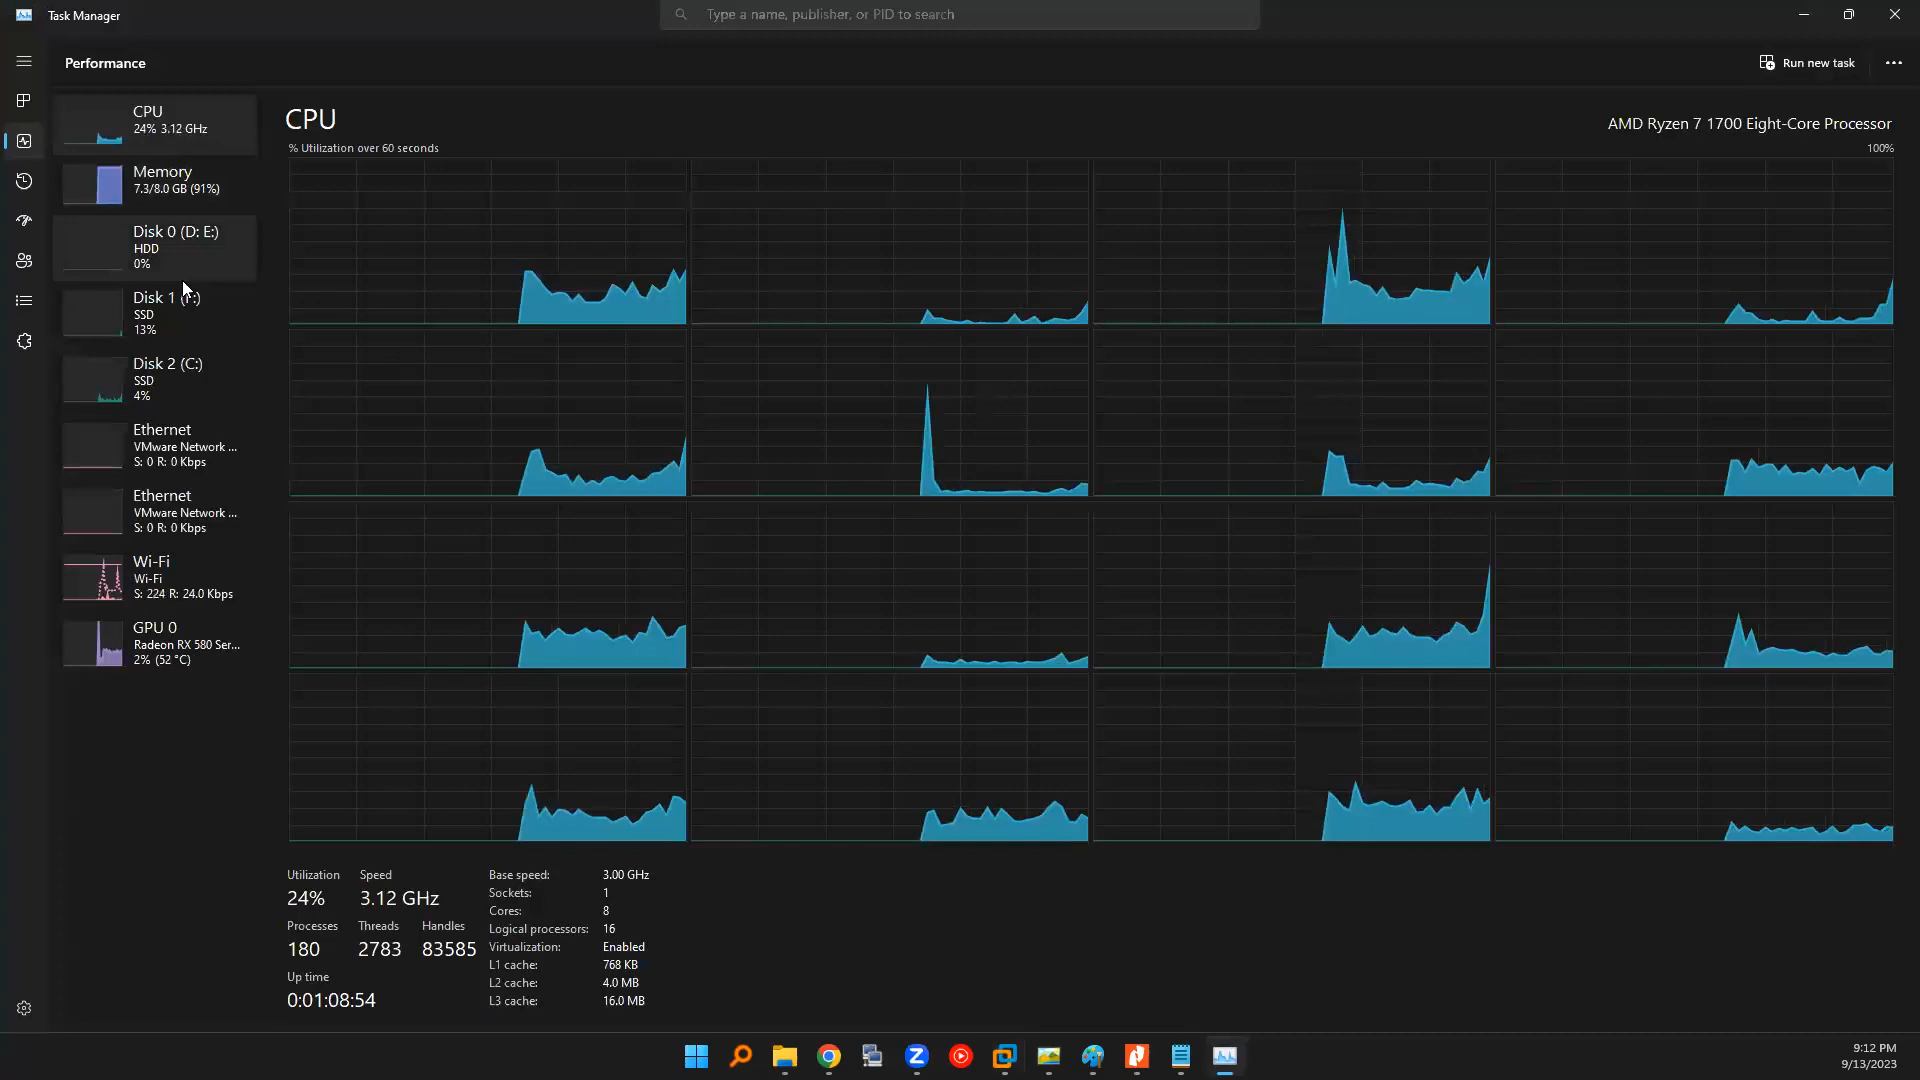 Task Manager
Type a name, publisher, or PID to search
Performance
Run new task
CPU
24% 3.12 GHz
Memory
7.3/8.0 GB (91%)
Disk 0 (D: E:)
HDD
0%
Disk 1 (F:)
SSD
13%
Disk 2 (C:)
SSD
4%
Ethernet
VMware Network ...
S: 0 R: 0 Kbps
Ethernet
VMware Network ...
S: 0 R: 0 Kbps
Wi-Fi
Wi-Fi
S: 224 R: 24.0 Kbps
GPU 0
Radeon RX 580 Ser...
2% (52 °C)
CPU
AMD Ryzen 7 1700 Eight-Core Processor
% Utilization over 60 seconds
100%
Utilization
Speed
24%
3.12 GHz
Processes
Threads
Handles
180
2783
83585
Up time
0:01:08:54
Base speed: 3.00 GHz
Sockets: 1
Cores: 8
Logical processors: 16
Virtualization: Enabled
L1 cache: 768 KB
L2 cache: 4.0 MB
L3 cache: 16.0 MB
9:12 PM
9/13/2023